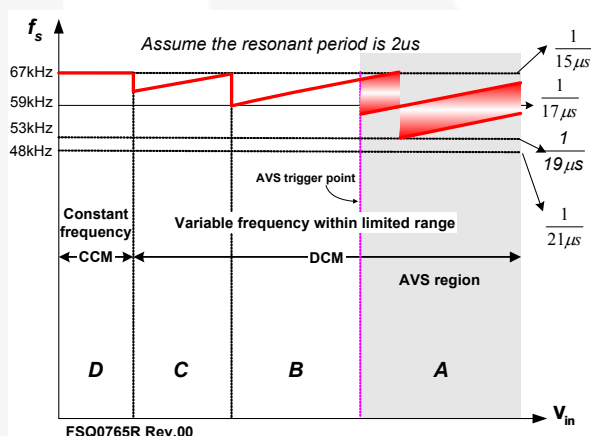 fs
Assume the resonant period is 2us
67kHz
59kHz
53kHz
48kHz
1
15μs
1
17μs
1
19μs
1
21μs
AVS trigger point
Constant
frequency
Variable frequency within limited range
CCM
DCM
AVS region
D
C
B
A
Vin
FSQ0765R Rev.00